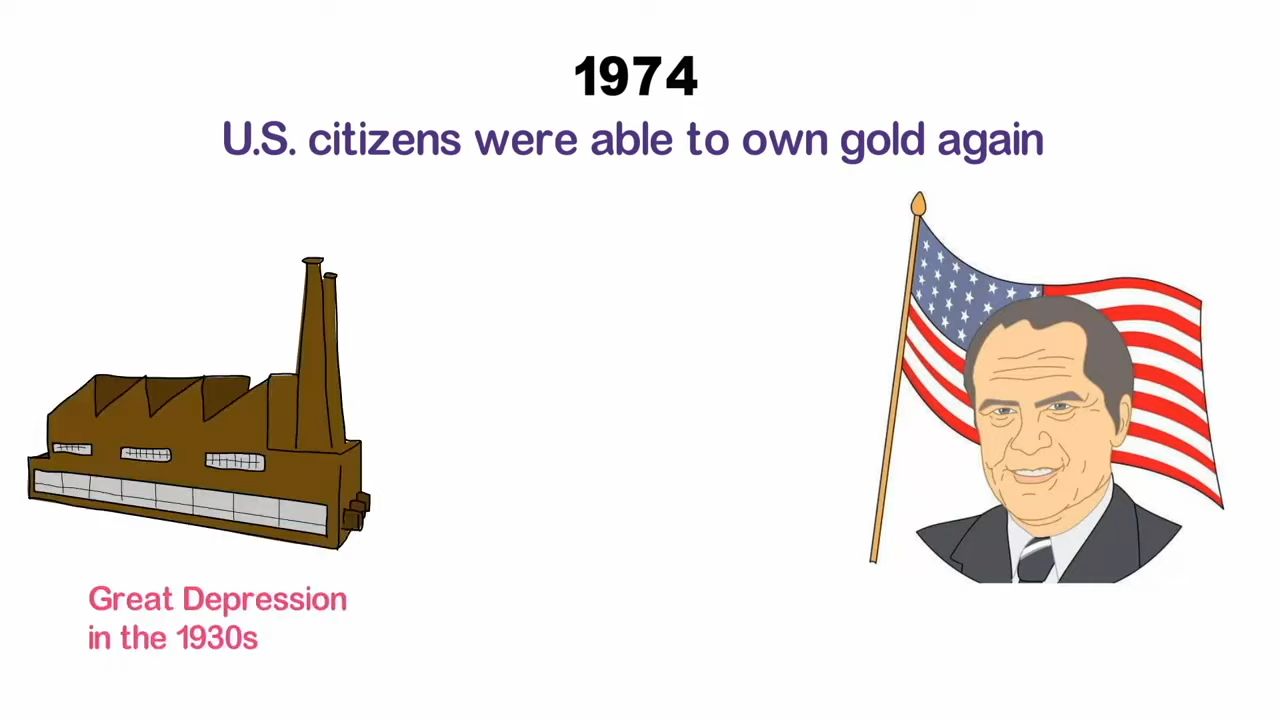 1974
U.S. citizens were able to own gold again
Great Depression
in the 1930s